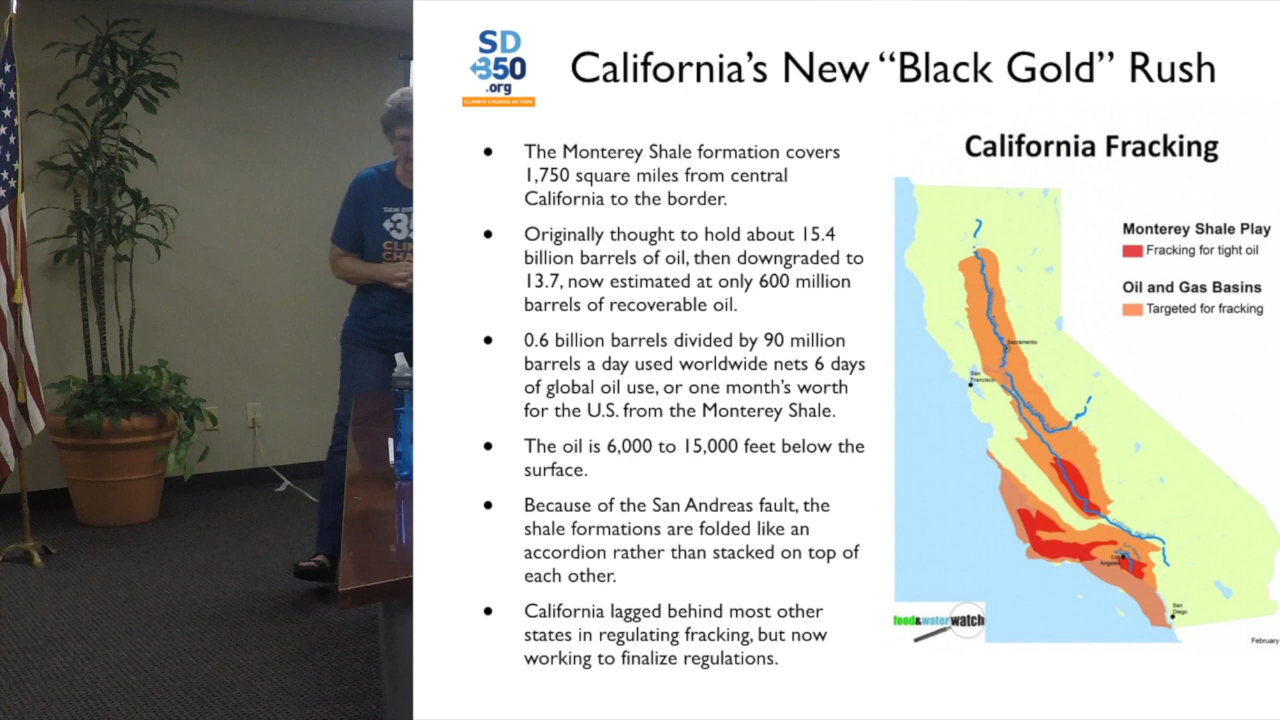 SD
350
.org
CLIMATE CHANGE ACTION
California's New “Black Gold” Rush
● The Monterey Shale formation covers
1,750 square miles from central
California to the border.
● Originally thought to hold about 15.4
billion barrels of oil, then downgraded to
13.7, now estimated at only 600 million
barrels of recoverable oil.
● 0.6 billion barrels divided by 90 million
barrels a day used worldwide nets 6 days
of global oil use, or one month's worth
for the U.S. from the Monterey Shale.
● The oil is 6,000 to 15,000 feet below the
surface.
● Because of the San Andreas fault, the
shale formations are folded like an
accordion rather than stacked on top of
each other.
● California lagged behind most other
states in regulating fracking, but now
working to finalize regulations.
California Fracking
Monterey Shale Play
Fracking for tight oil
Oil and Gas Basins
Targeted for fracking
Sacramento
San
Francisco
Los
Angeles
San
Diego
food&waterwatch
February